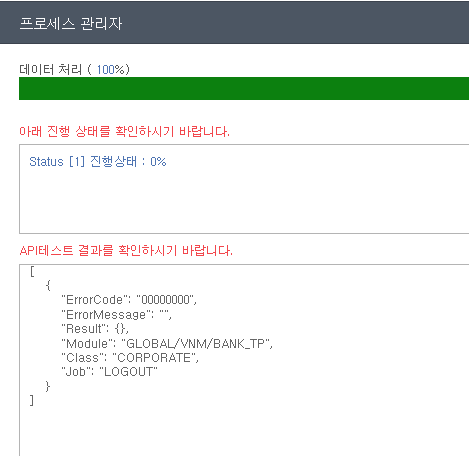 프로세스 관리자
데이터 처리 ( 100%)
아래 진행 상태를 확인하시기 바랍니다.
Status [1] 진행상태 : 0%
API테스트 결과를 확인하시기 바랍니다.
[
{
"ErrorCode": "00000000",
"ErrorMessage": "",
"Result": {},
"Module": "GLOBAL/VNM/BANK_TP",
"Class": "CORPORATE",
"Job": "LOGOUT"
}
]